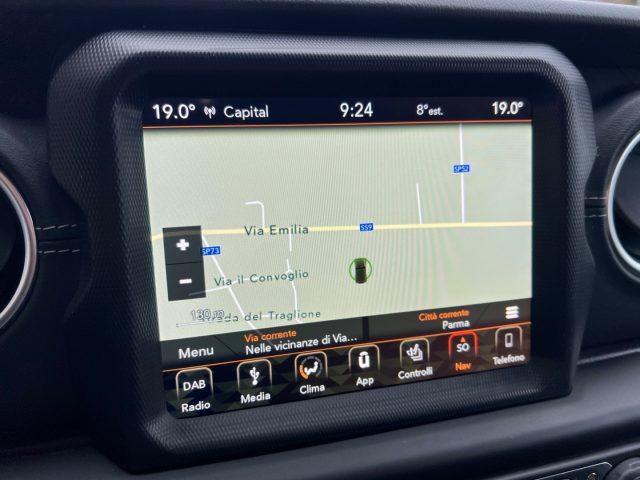 19.0° Capital 9:24 8°est. 19.0°
SP52
Via Emilia SS9
+
SP73
Via il Convoglio
−
130 m
Strada del Traglione
Menu
Via corrente
Nelle vicinanze di Via...
Città corrente
Parma
DAB
Radio
Media
Clima
App
Controlli
SO
Nav
Telefono